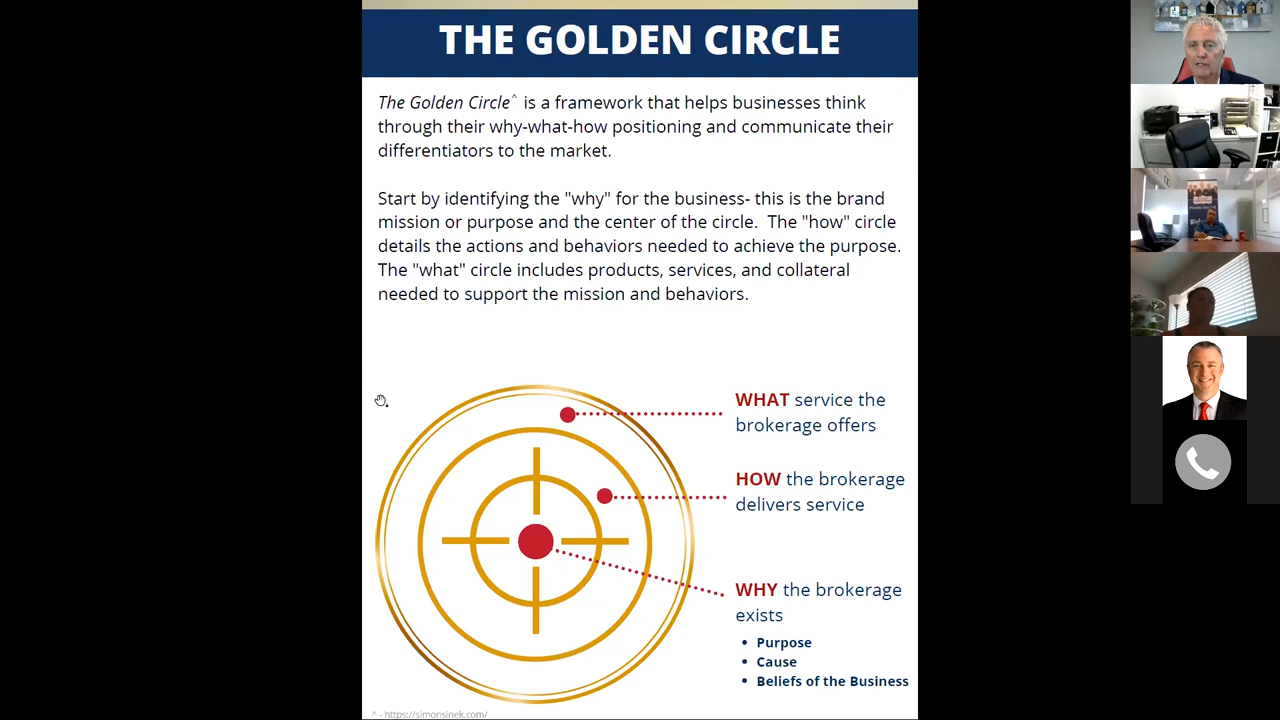 THE GOLDEN CIRCLE
The Golden Circle^ is a framework that helps businesses think
through their why-what-how positioning and communicate their
differentiators to the market.
Start by identifying the "why" for the business- this is the brand
mission or purpose and the center of the circle.  The "how" circle
details the actions and behaviors needed to achieve the purpose.
The "what" circle includes products, services, and collateral
needed to support the mission and behaviors.
WHAT service the
brokerage offers
HOW the brokerage
delivers service
WHY the brokerage
exists
• Purpose
• Cause
• Beliefs of the Business
^ - https://simonsinek.com/